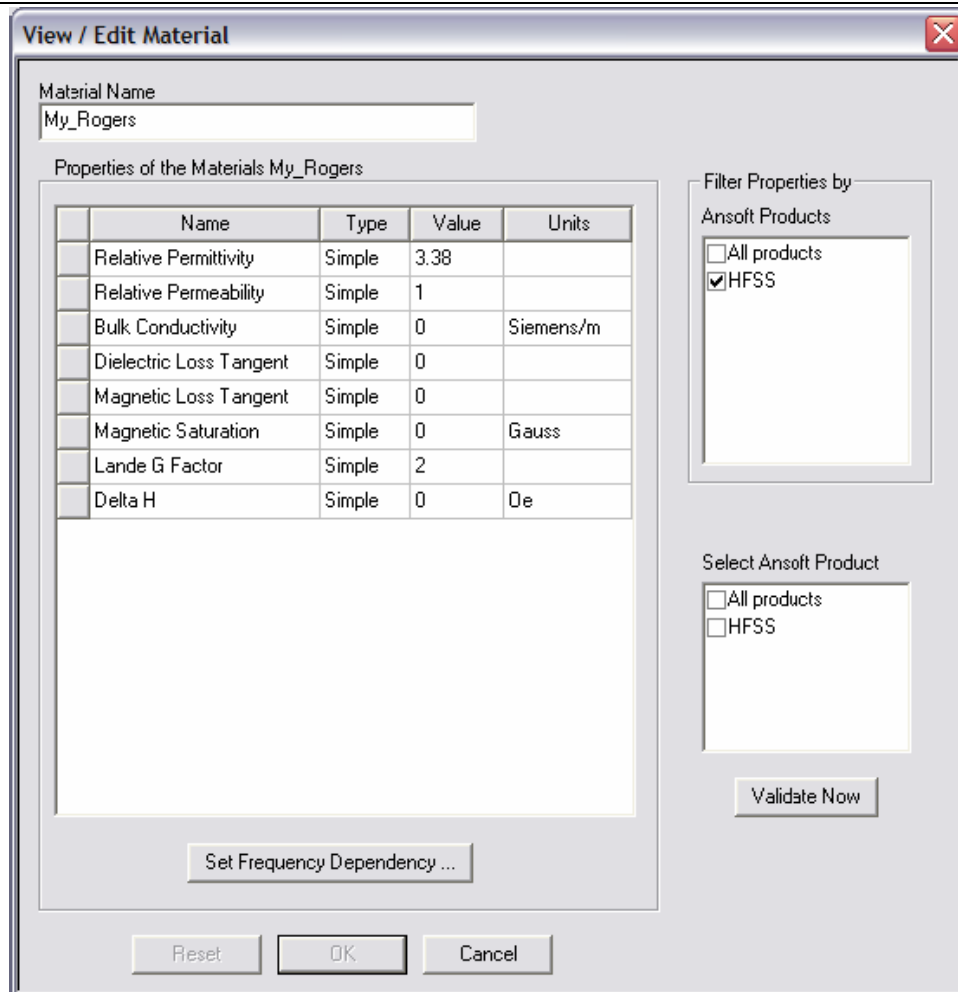 View / Edit Material
Material Name
My_Rogers
Properties of the Materials My_Rogers
Name Type Value Units
Relative Permittivity Simple 3.38
Relative Permeability Simple 1
Bulk Conductivity Simple 0 Siemens/m
Dielectric Loss Tangent Simple 0
Magnetic Loss Tangent Simple 0
Magnetic Saturation Simple 0 Gauss
Lande G Factor Simple 2
Delta H Simple 0 Oe
Set Frequency Dependency ...
Filter Properties by
Ansoft Products
All products
HFSS
Select Ansoft Product
All products
HFSS
Validate Now
Reset OK Cancel